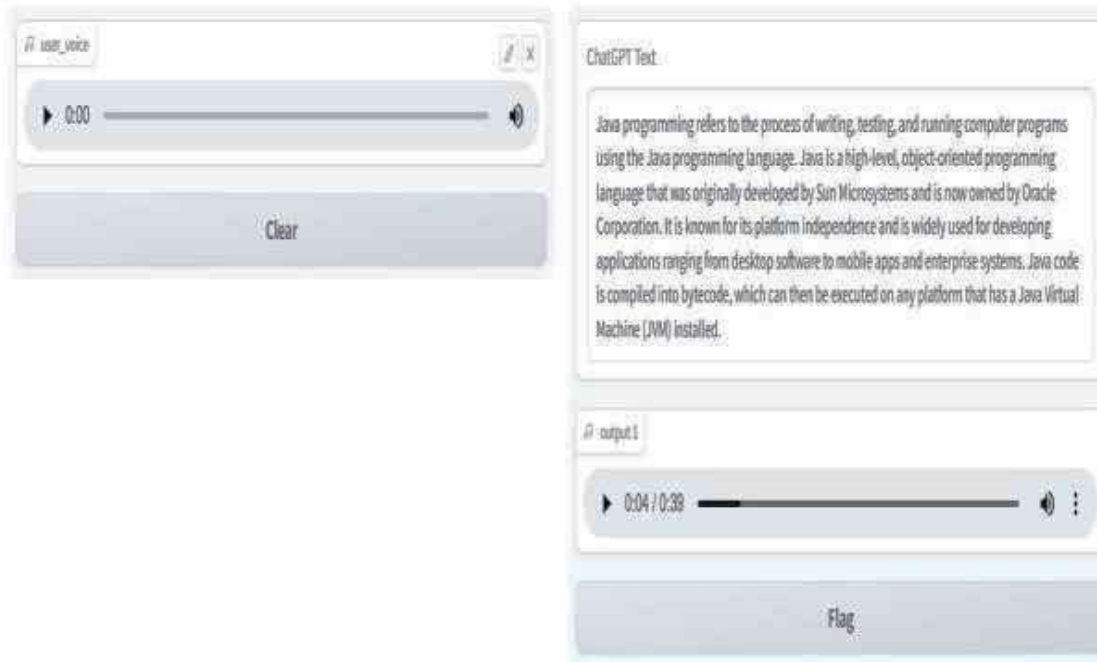 user_voice
0:00
Clear
ChatGPT Text
Java programming refers to the process of writing, testing, and running computer programs
using the Java programming language. Java is a high-level, object-oriented programming
language that was originally developed by Sun Microsystems and is now owned by Oracle
Corporation. It is known for its platform independence and is widely used for developing
applications ranging from desktop software to mobile apps and enterprise systems. Java code
is compiled into bytecode, which can then be executed on any platform that has a Java Virtual
Machine (JVM) installed.
output 1
0:04 / 0:39
Flag